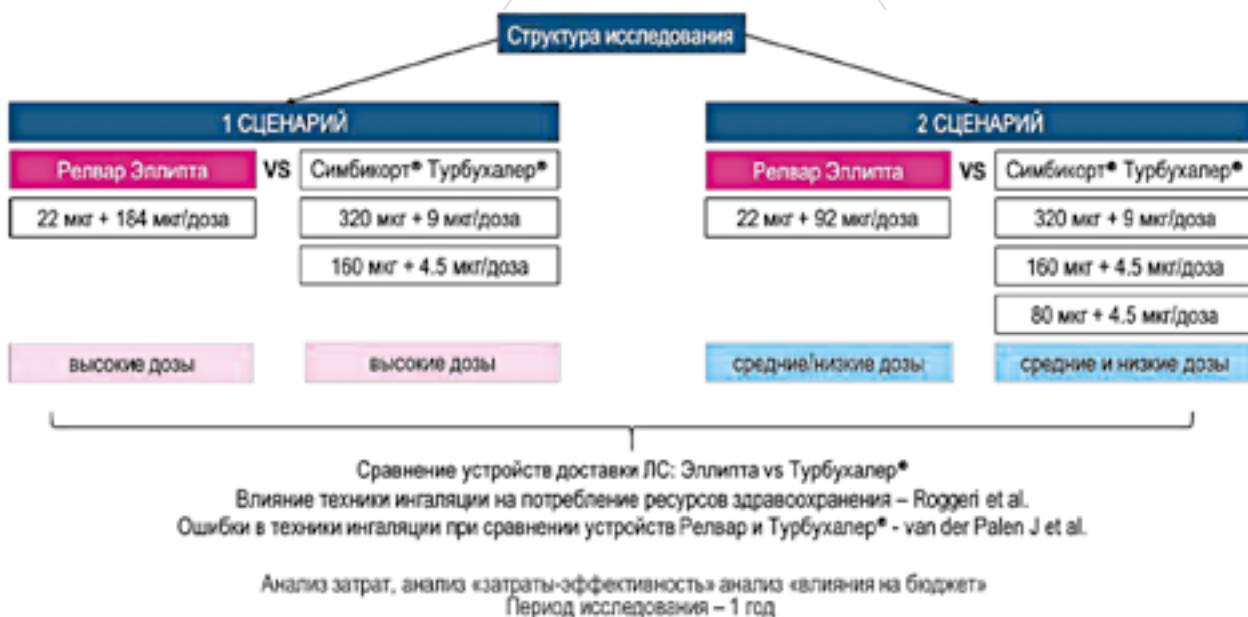 Структура исследования
1 СЦЕНАРИЙ
Релвар Эллипта VS Симбикорт® Турбухалер®
22 мкг + 184 мкг/доза
320 мкг + 9 мкг/доза
160 мкг + 4.5 мкг/доза
высокие дозы
высокие дозы
2 СЦЕНАРИЙ
Релвар Эллипта VS Симбикорт® Турбухалер®
22 мкг + 92 мкг/доза
320 мкг + 9 мкг/доза
160 мкг + 4.5 мкг/доза
80 мкг + 4.5 мкг/доза
средние/низкие дозы
средние и низкие дозы
Сравнение устройств доставки ЛС: Эллипта vs Турбухалер®
Влияние техники ингаляции на потребление ресурсов здравоохранения – Roggeri et al.
Ошибки в техники ингаляции при сравнении устройств Релвар и Турбухалер® - van der Palen J et al.
Анализ затрат, анализ «затраты-эффективность» анализ «влияния на бюджет»
Период исследования – 1 год